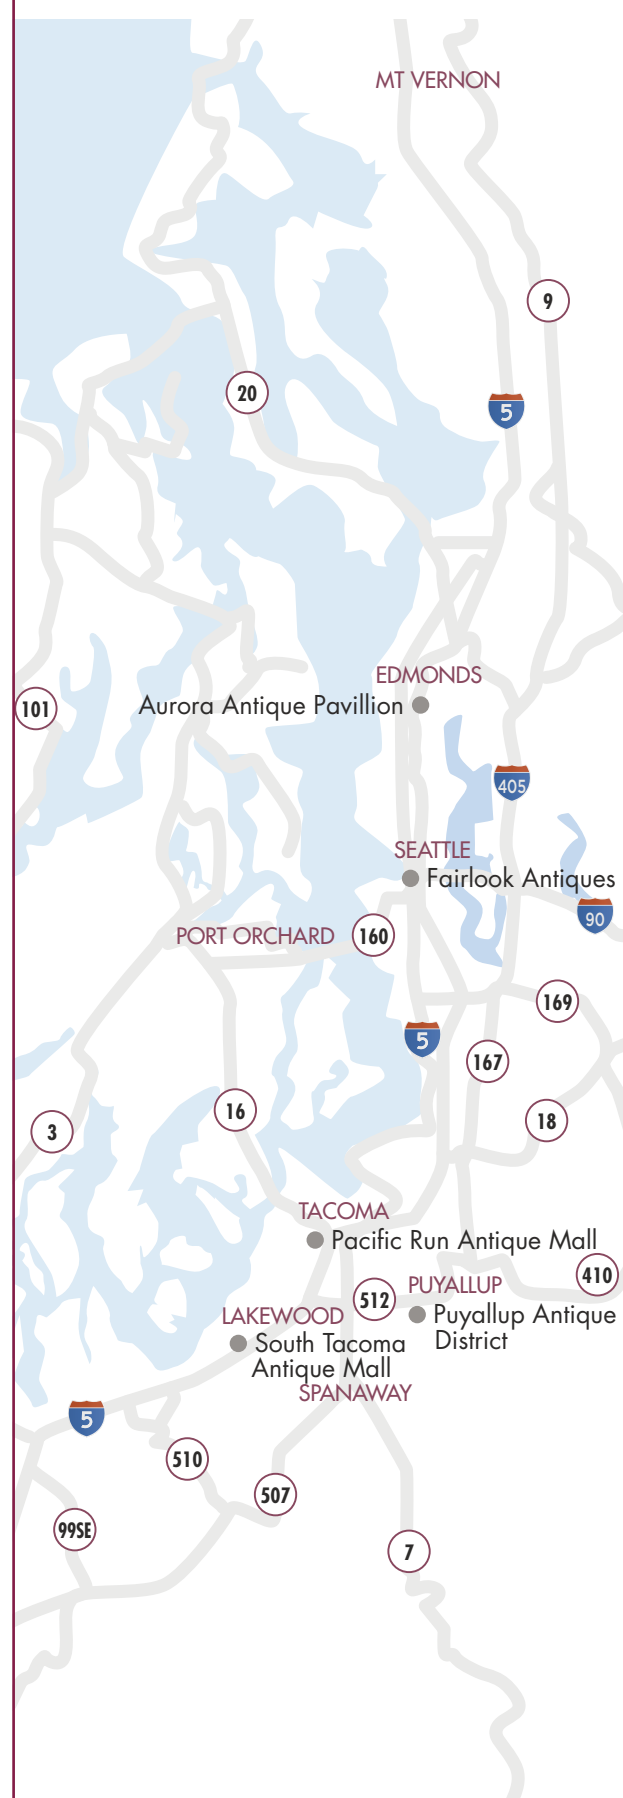 MT VERNON
9
20
5
EDMONDS
Aurora Antique Pavillion
101
405
SEATTLE
Fairlook Antiques
90
PORT ORCHARD
160
169
5
167
16
18
3
TACOMA
Pacific Run Antique Mall
410
PUYALLUP
512
Puyallup Antique
District
LAKEWOOD
South Tacoma
Antique Mall
SPANAWAY
5
510
507
99SE
7